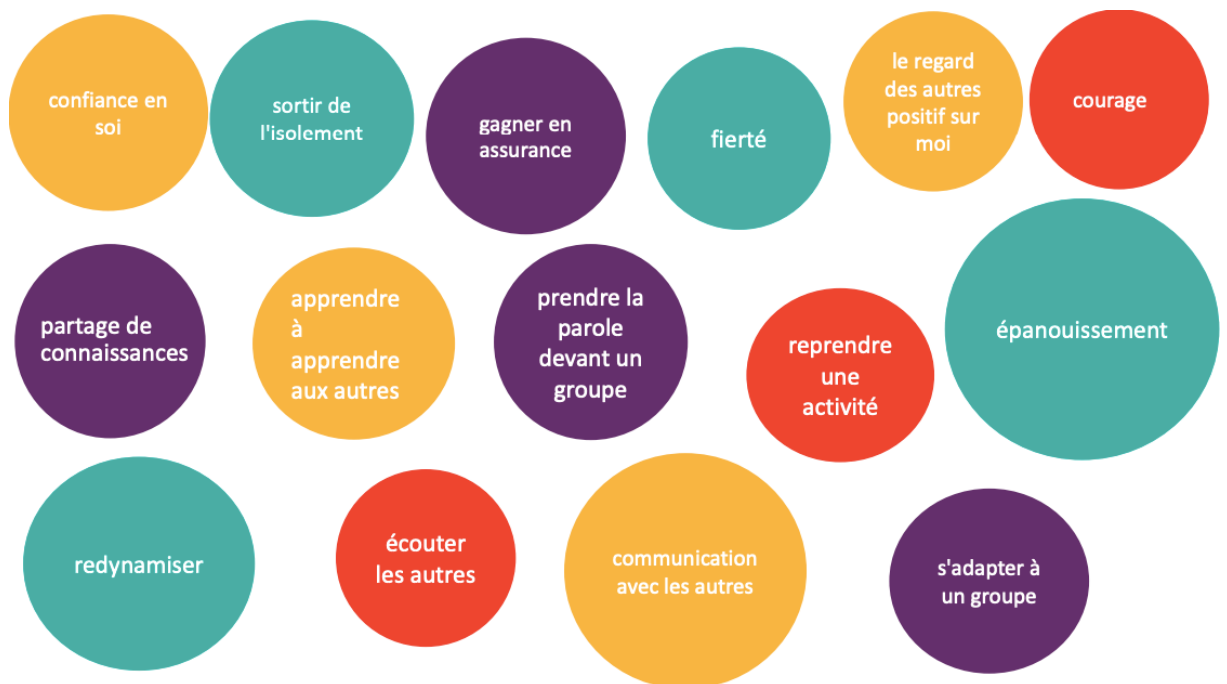 confiance en
soi
sortir de
l'isolement
gagner en
assurance
fierté
le regard
des autres
positif sur
moi
courage
partage de
connaissances
apprendre
à
apprendre
aux autres
prendre la
parole
devant un
groupe
reprendre
une
activité
épanouissement
redynamiser
écouter
les autres
communication
avec les autres
s'adapter à
un groupe